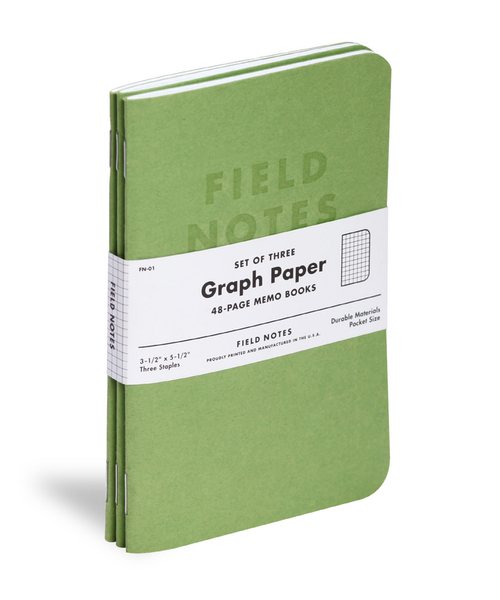 FIELD
NOTES
SET OF THREE
FN-01
Graph Paper
48-PAGE MEMO BOOKS
FIELD NOTES
PROUDLY PRINTED AND MANUFACTURED IN THE U.S.A.
3-1/2" x 5-1/2"
Three Staples
Durable Materials
Pocket Size
FIELD NOTES